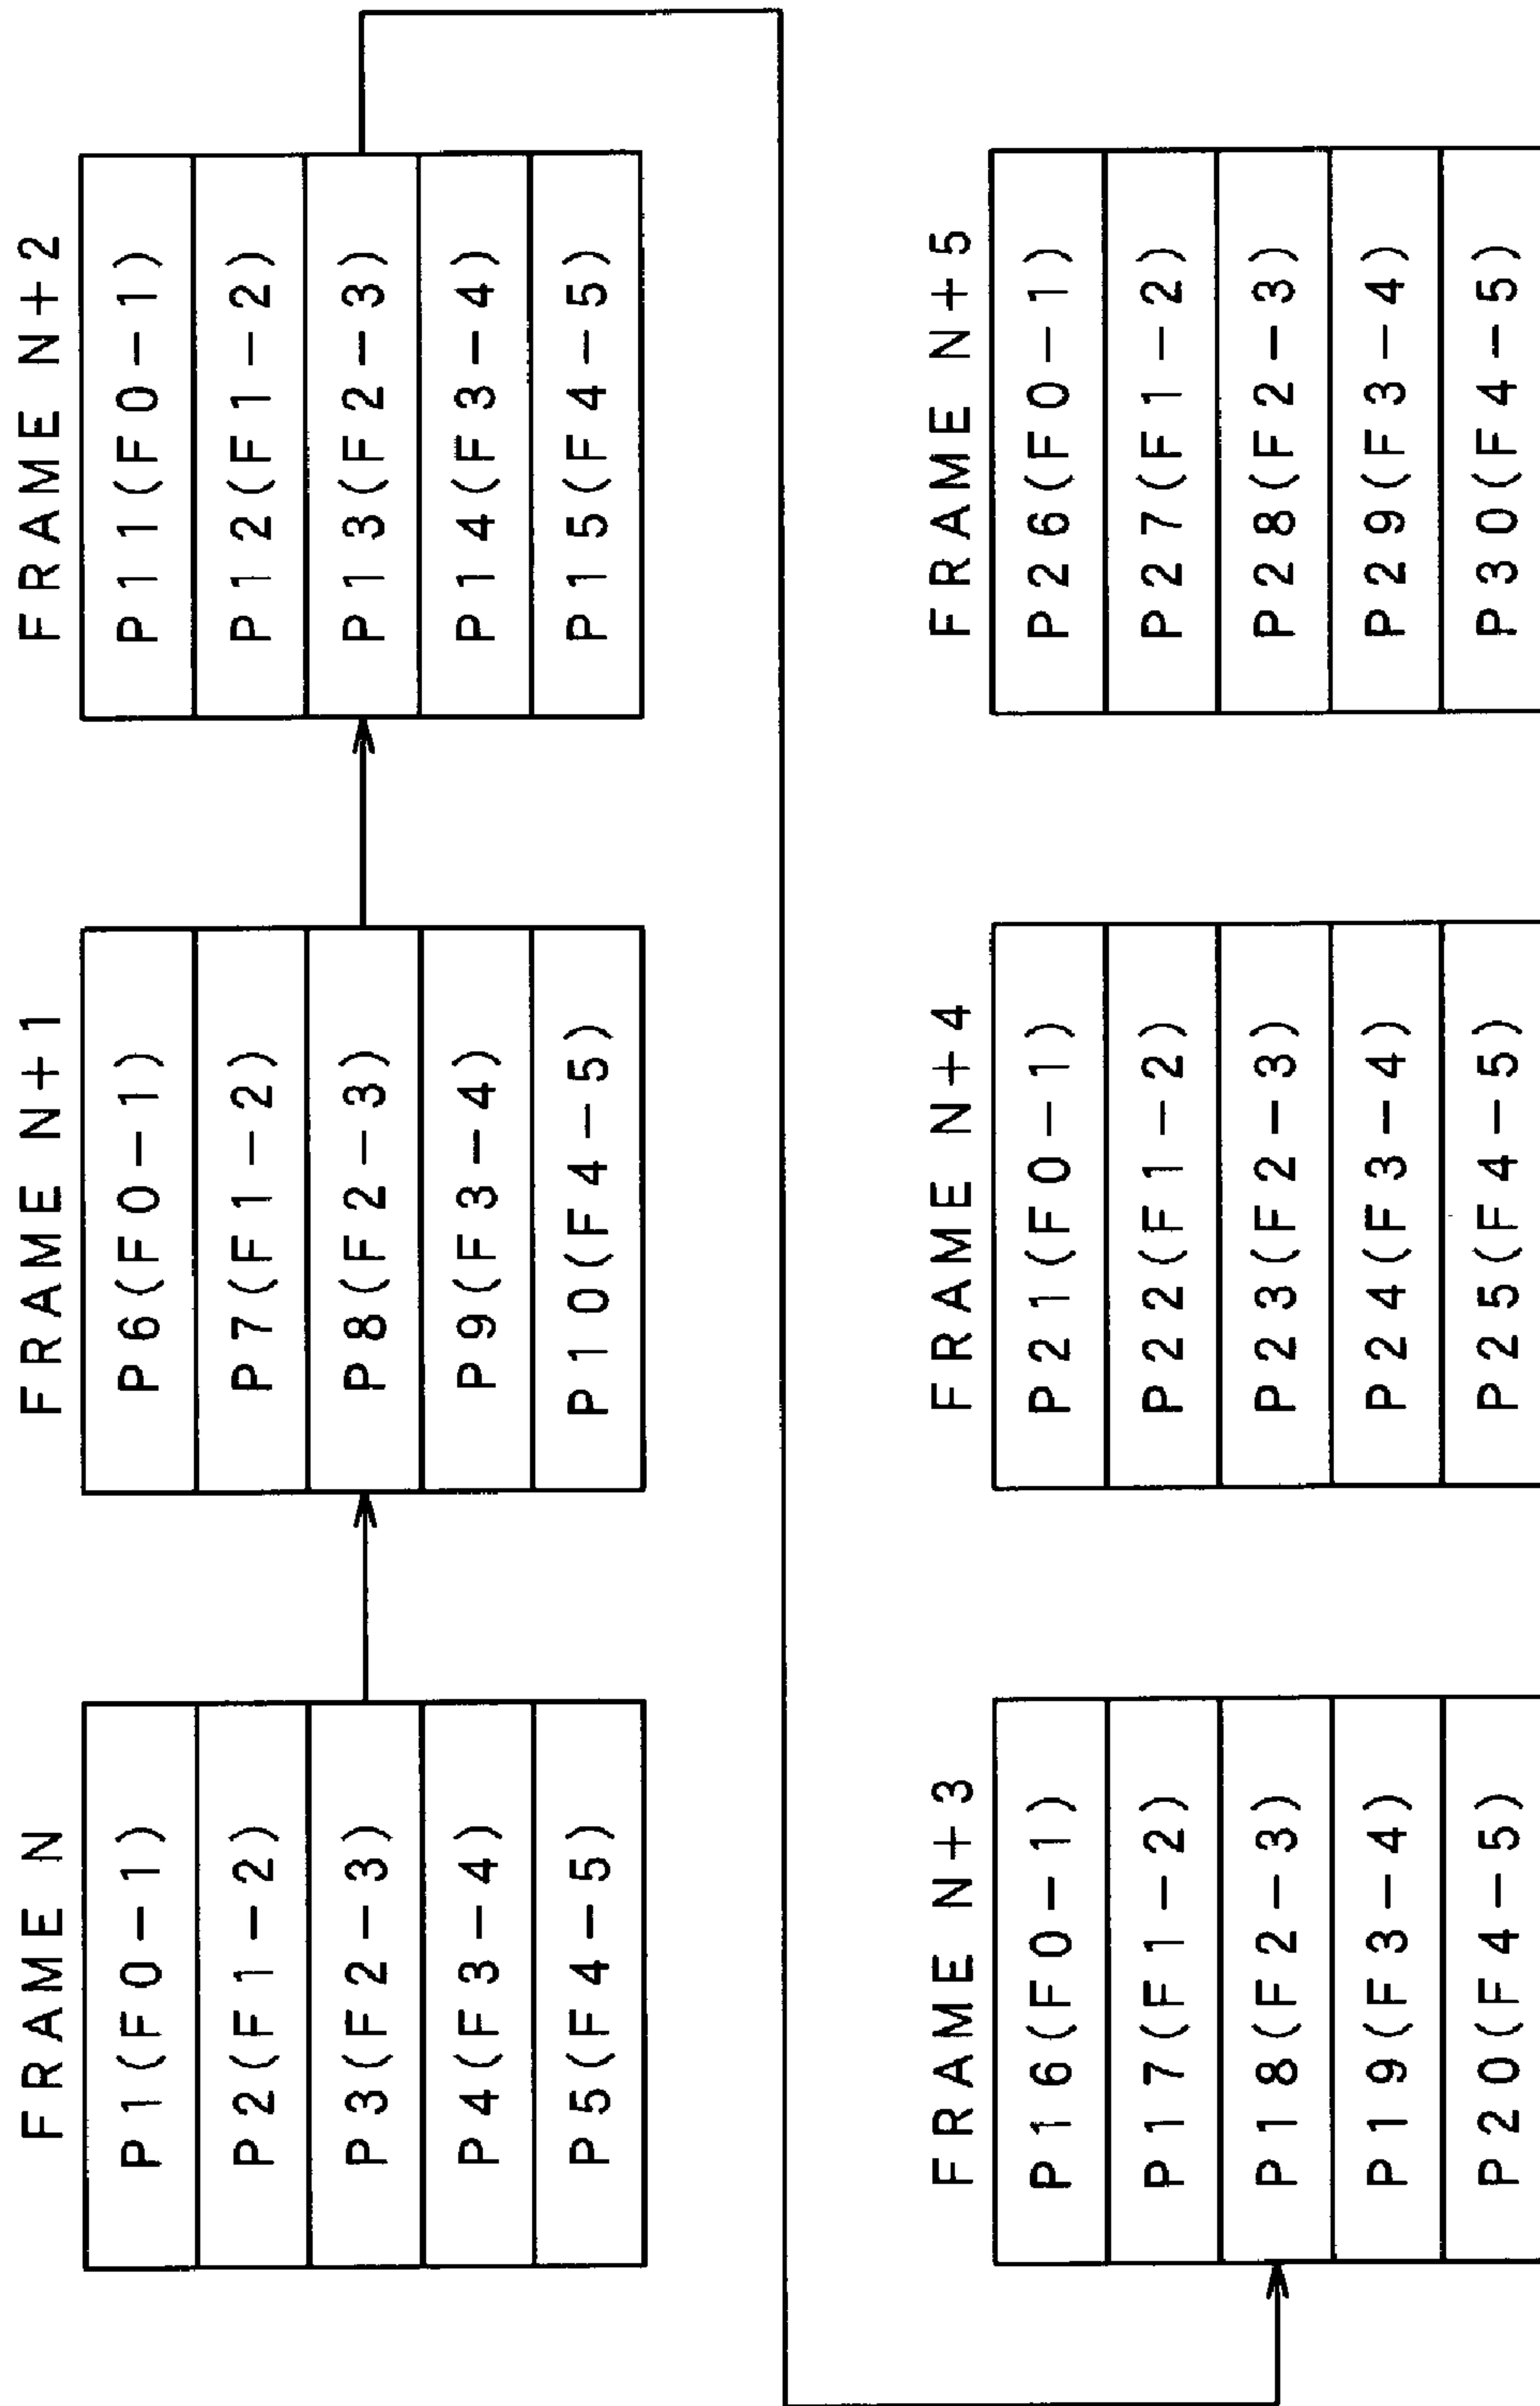 FRAME N
P1(F0-1)
P2(F1-2)
P3(F2-3)
P4(F3-4)
P5(F4-5)
FRAME N+1
P6(F0-1)
P7(F1-2)
P8(F2-3)
P9(F3-4)
P10(F4-5)
FRAME N+2
P11(F0-1)
P12(F1-2)
P13(F2-3)
P14(F3-4)
P15(F4-5)
FRAME N+3
P16(F0-1)
P17(F1-2)
P18(F2-3)
P19(F3-4)
P20(F4-5)
FRAME N+4
P21(F0-1)
P22(F1-2)
P23(F2-3)
P24(F3-4)
P25(F4-5)
FRAME N+5
P26(F0-1)
P27(F1-2)
P28(F2-3)
P29(F3-4)
P30(F4-5)